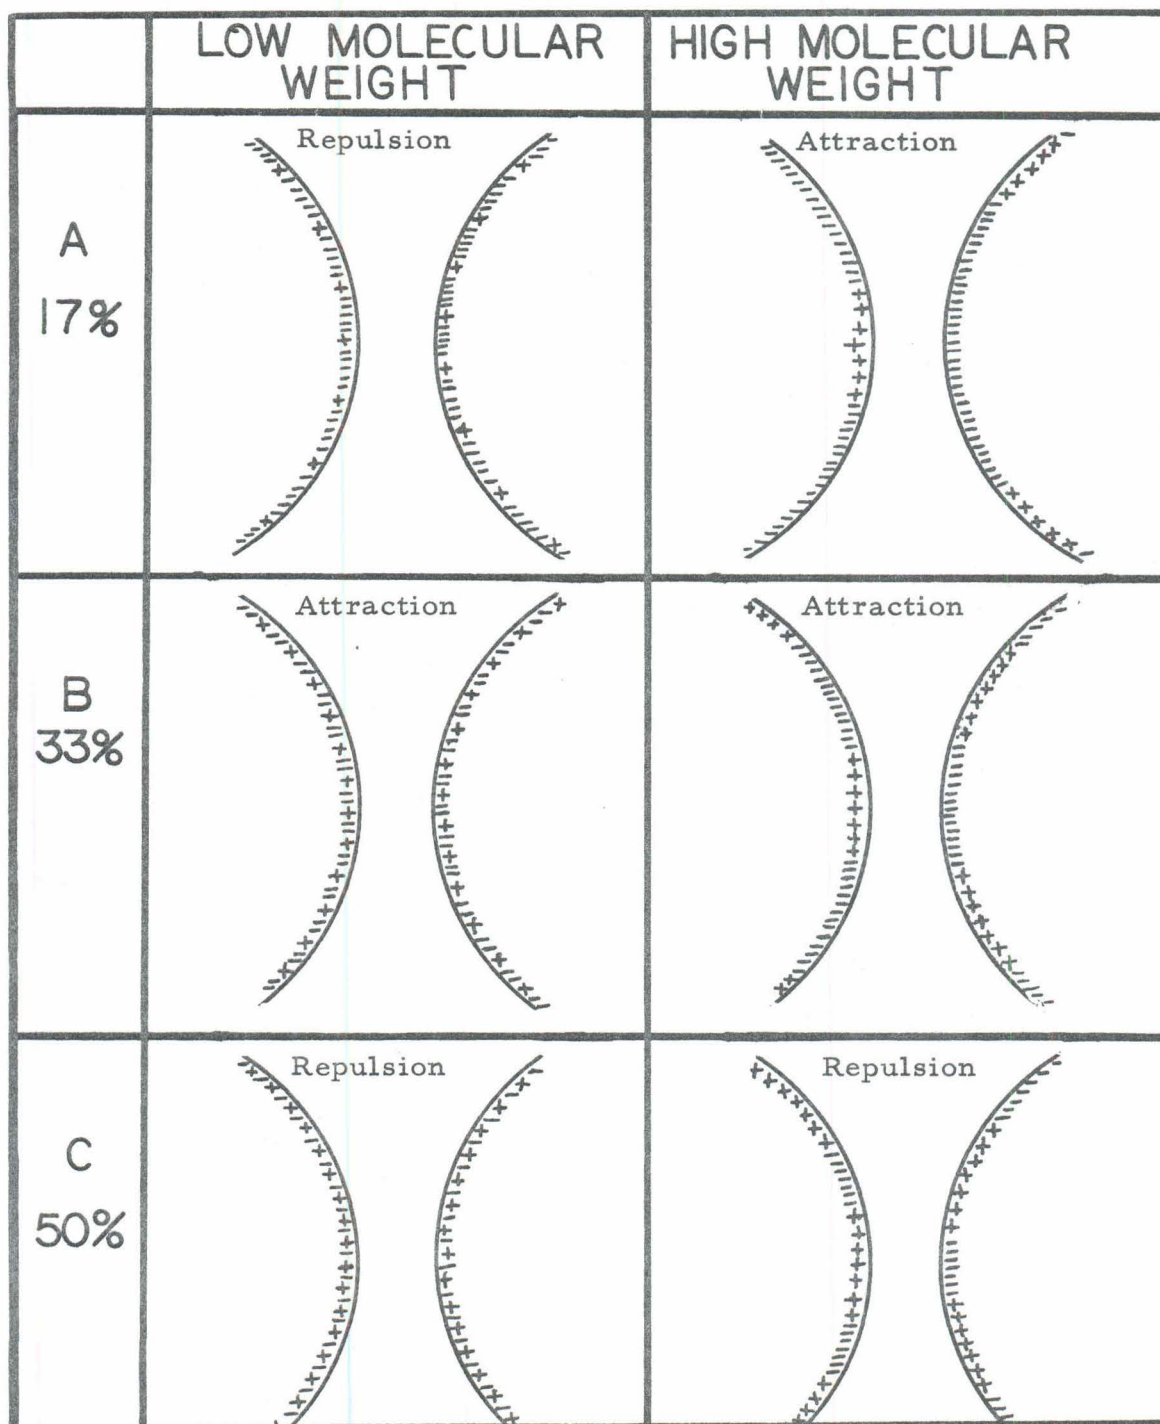 LOW MOLECULAR
WEIGHT
HIGH MOLECULAR
WEIGHT
A
17%
Repulsion
Attraction
B
33%
Attraction
Attraction
C
50%
Repulsion
Repulsion